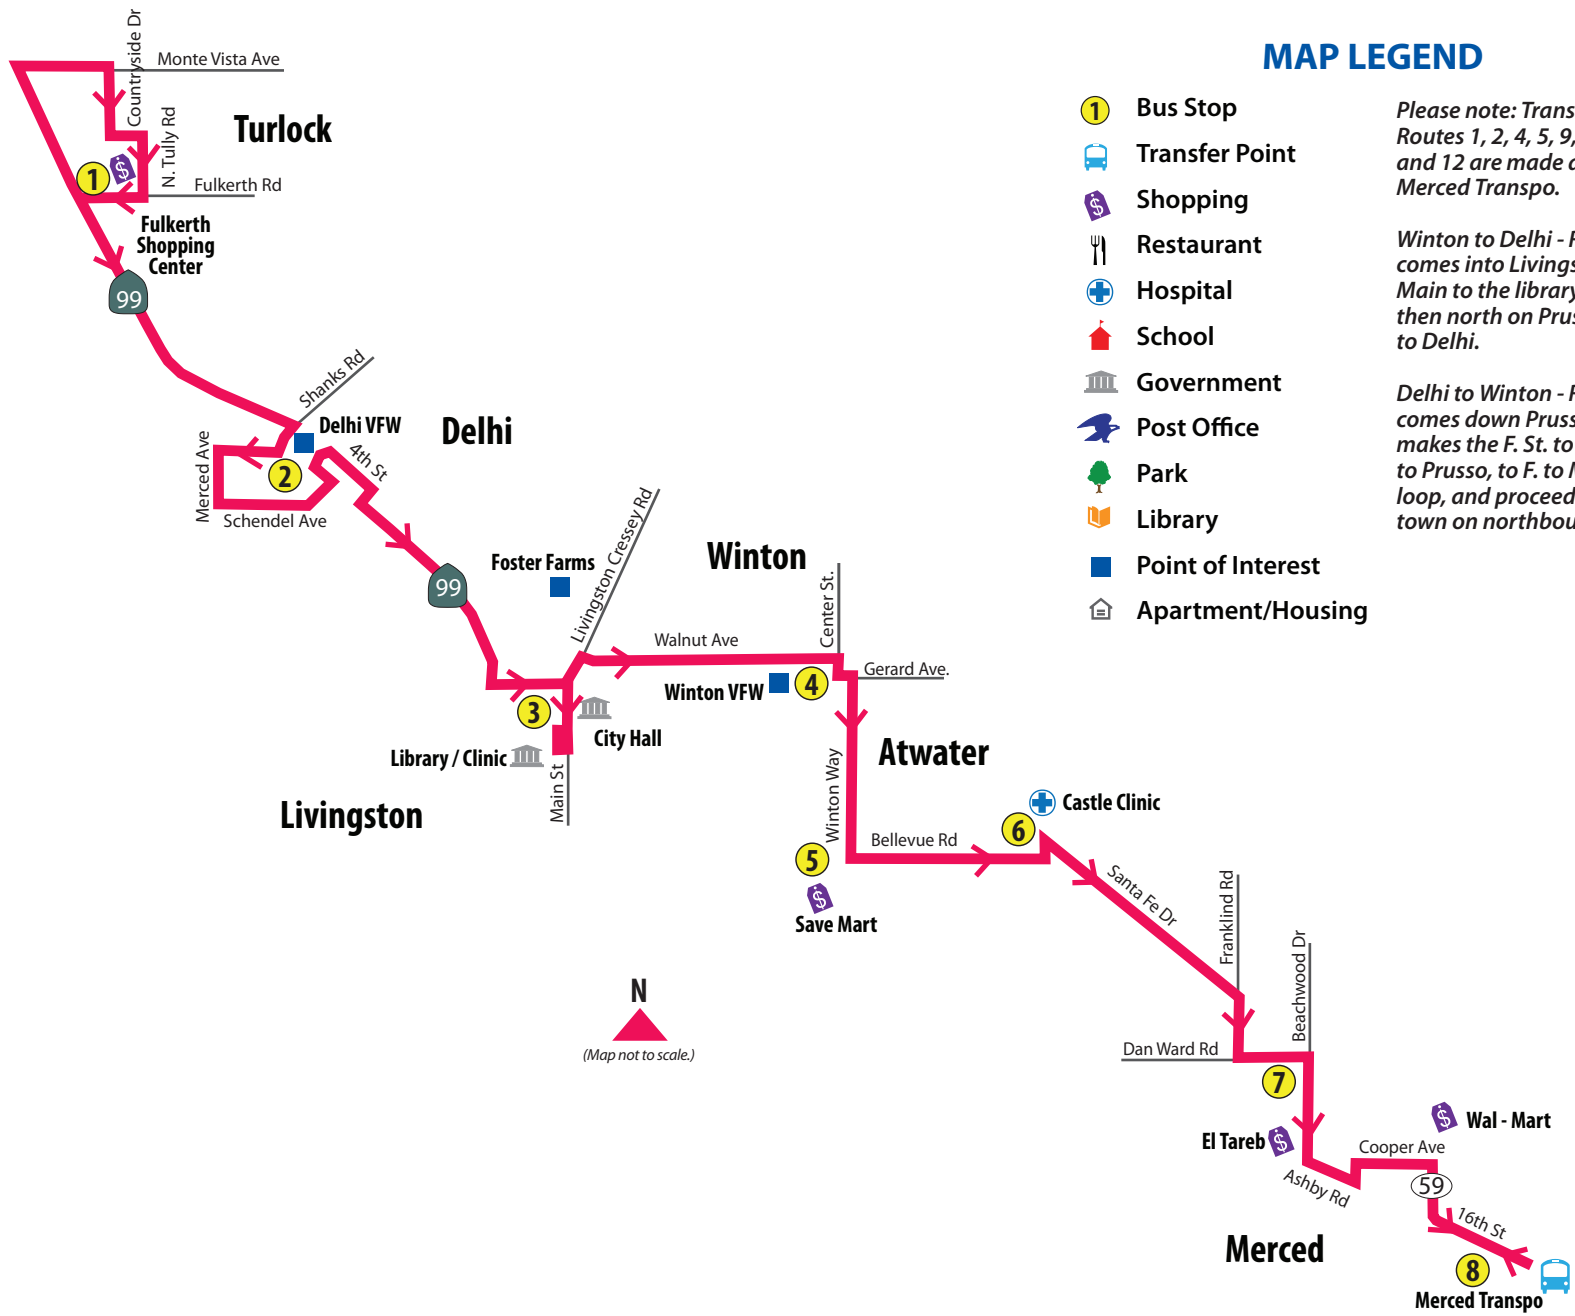 MAP LEGEND
1 Bus Stop
Transfer Point
$ Shopping
Restaurant
Hospital
School
Government
Post Office
Park
Library
Point of Interest
Apartment/Housing
Please note: Trans
Routes 1, 2, 4, 5, 9,
and 12 are made
Merced Transpo.
Winton to Delhi -
comes into Livings
Main to the library
then north on Prus
to Delhi.
Delhi to Winton -
comes down Pruss
makes the F. St. to
to Prusso, to F. to
loop, and proceed
town on northbou
Countryside Dr
Monte Vista Ave
N. Tully Rd
Turlock
1
$
Fulkerth Rd
Fulkerth
Shopping
Center
99
Shanks Rd
Delhi VFW
Delhi
Merced Ave
2
4th St
Schendel Ave
99
Foster Farms
Livingston Cressey Rd
Winton
Center St.
Walnut Ave
Gerard Ave.
Winton VFW
4
3
City Hall
Library / Clinic
Main St
Livingston
Atwater
Winton Way
Castle Clinic
6
Bellevue Rd
5
$
Save Mart
Santa Fe Dr
Franklind Rd
Beachwood Dr
N
(Map not to scale.)
Dan Ward Rd
7
El Tareb
$
$
Wal - Mart
Cooper Ave
Ashby Rd
59
16th St
Merced
8
Merced Transpo